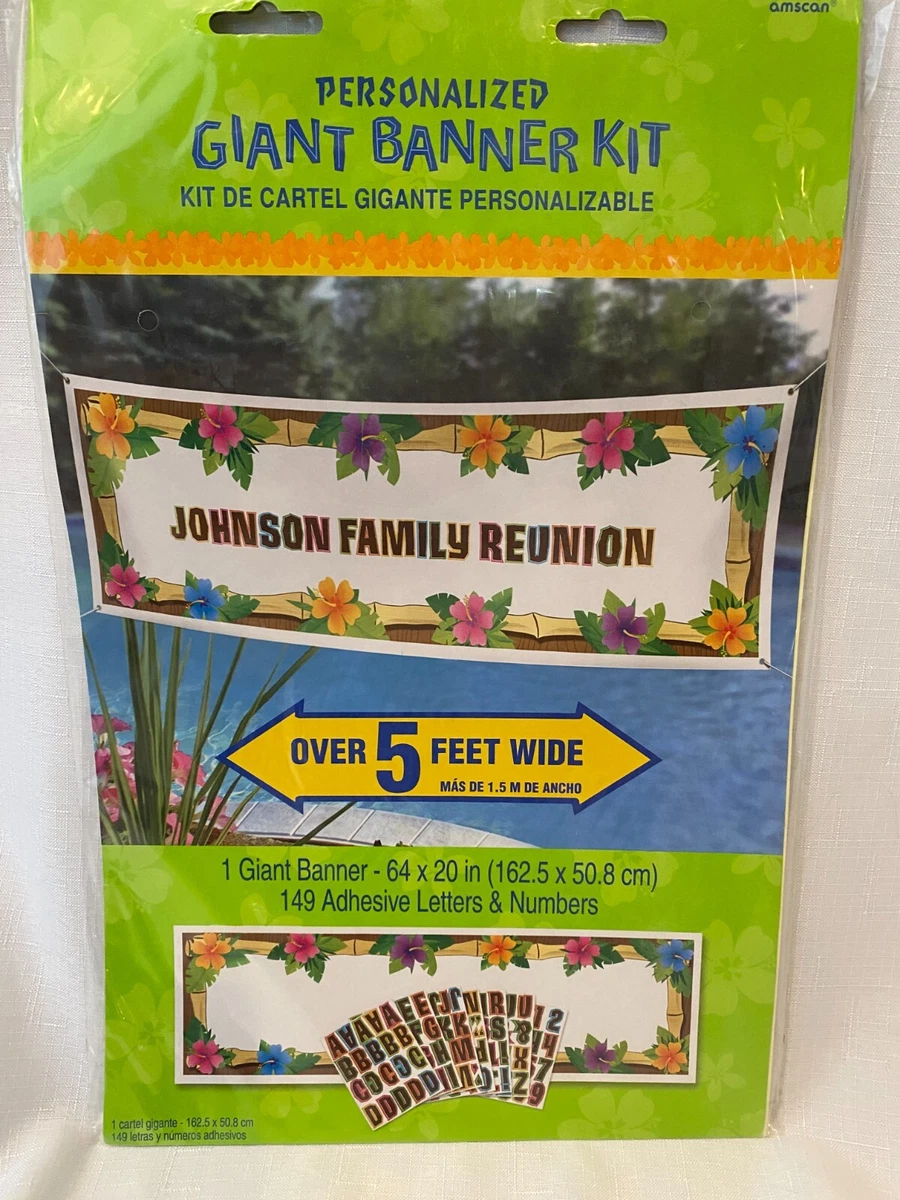 amscan
PERSONALIZED
GIANT BANNER KIT
KIT DE CARTEL GIGANTE PERSONALIZABLE
JOHNSON FAMILY REUNION
OVER 5 FEET WIDE
MÁS DE 1.5 M DE ANCHO
1 Giant Banner - 64 x 20 in (162.5 x 50.8 cm)
149 Adhesive Letters & Numbers
1 cartel gigante - 162.5 x 50.8 cm
149 letras y números adhesivos